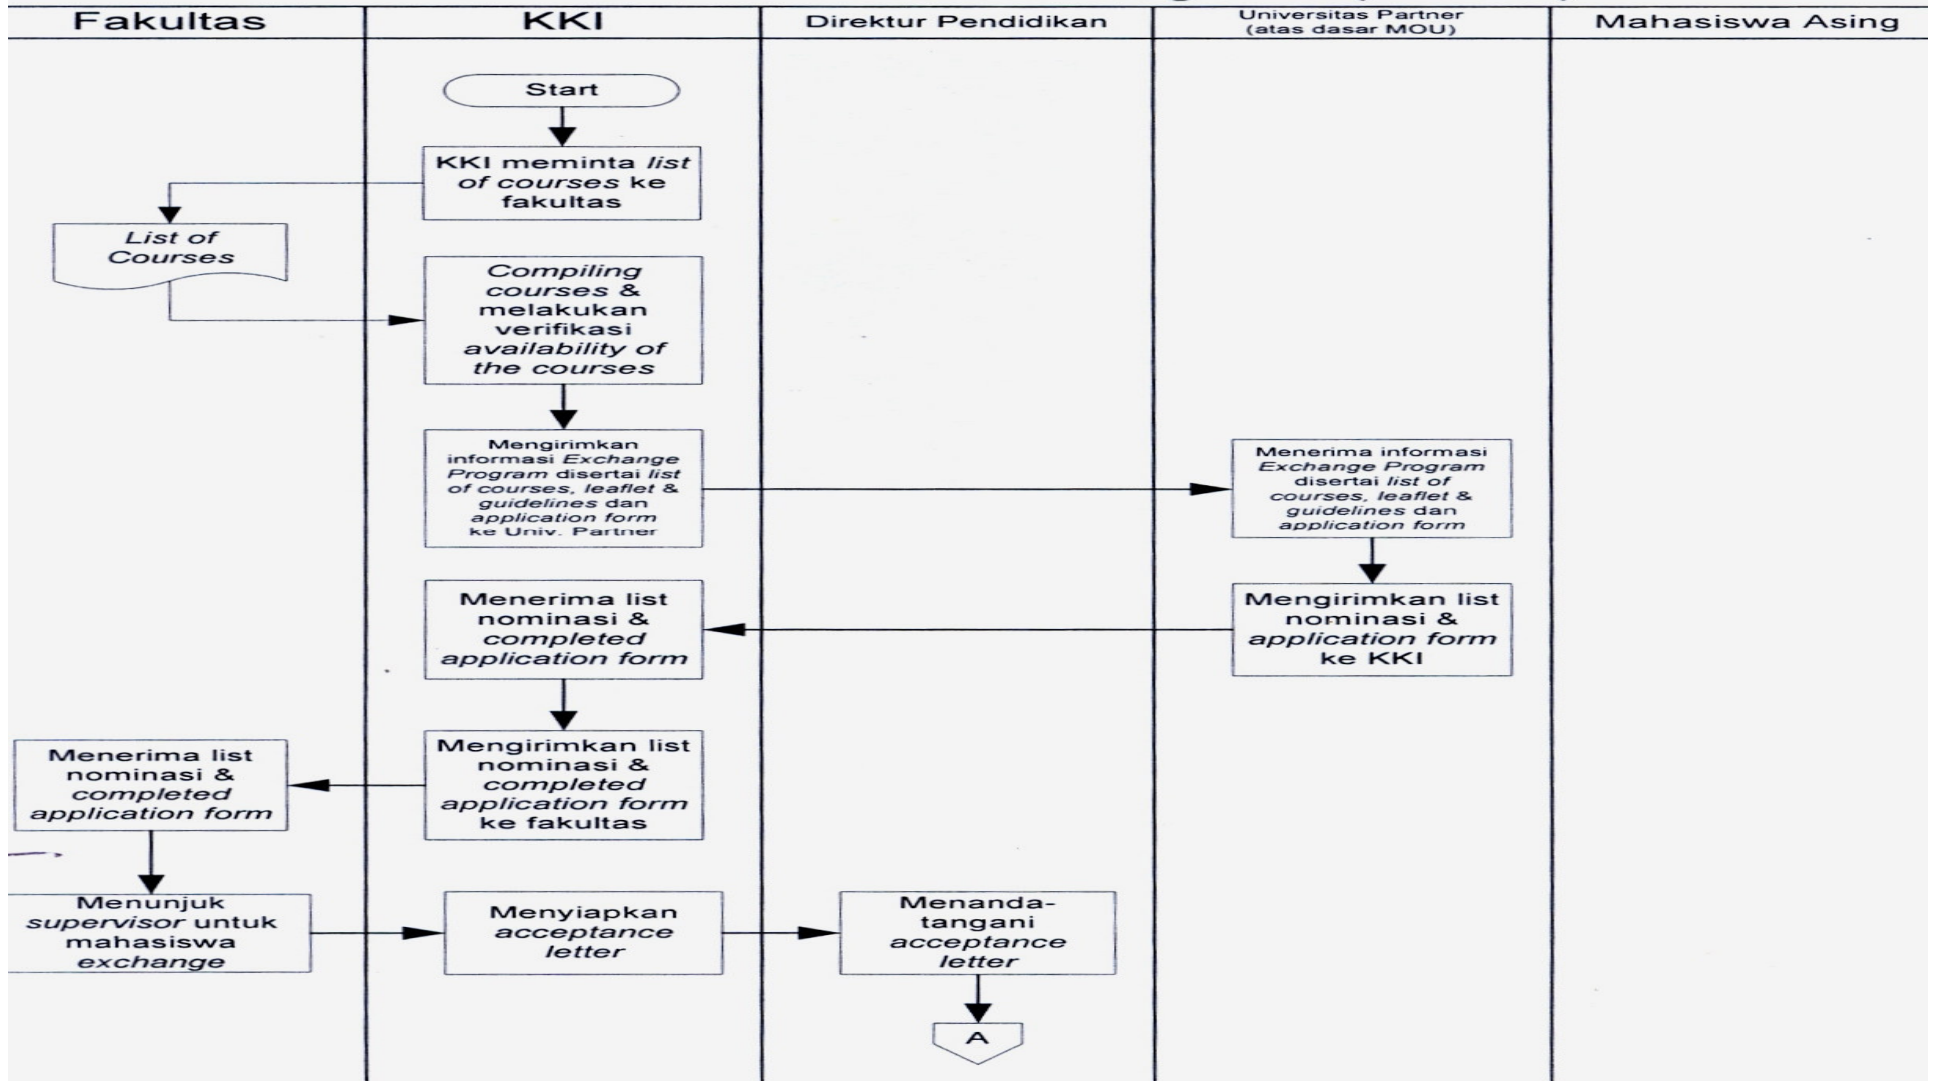 Fakultas
KKI
Direktur Pendidikan
Universitas Partner
(atas dasar MOU)
Mahasiswa Asing
Start
KKI meminta list
of courses ke
fakultas
List of
Courses
Compiling
courses &
melakukan
verifikasi
availability of
the courses
Mengirimkan
informasi Exchange
Program disertai list
of courses, leaflet &
guidelines dan
application form
ke Univ. Partner
Menerima informasi
Exchange Program
disertai list of
courses, leaflet &
guidelines dan
application form
Mengirimkan list
nominasi &
application form
ke KKI
Menerima list
nominasi &
completed
application form
Mengirimkan list
nominasi &
completed
application form
ke fakultas
Menerima list
nominasi &
completed
application form
Menunjuk
supervisor untuk
mahasiswa
exchange
Menyiapkan
acceptance
letter
Menanda-
tangani
acceptance
letter
A